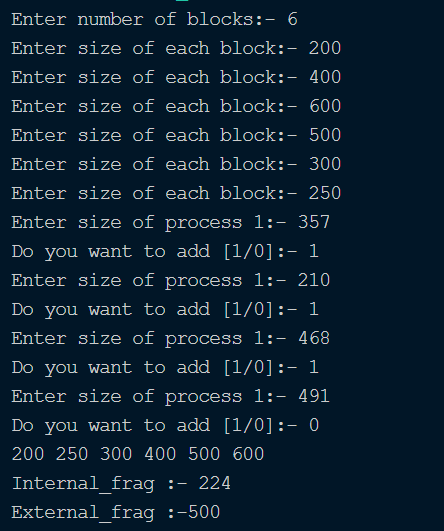 Enter number of blocks:- 6
Enter size of each block:- 200
Enter size of each block:- 400
Enter size of each block:- 600
Enter size of each block:- 500
Enter size of each block:- 300
Enter size of each block:- 250
Enter size of process 1:- 357
Do you want to add [1/0]:- 1
Enter size of process 1:- 210
Do you want to add [1/0]:- 1
Enter size of process 1:- 468
Do you want to add [1/0]:- 1
Enter size of process 1:- 491
Do you want to add [1/0]:- 0
200 250 300 400 500 600
Internal_frag :- 224
External_frag :-500